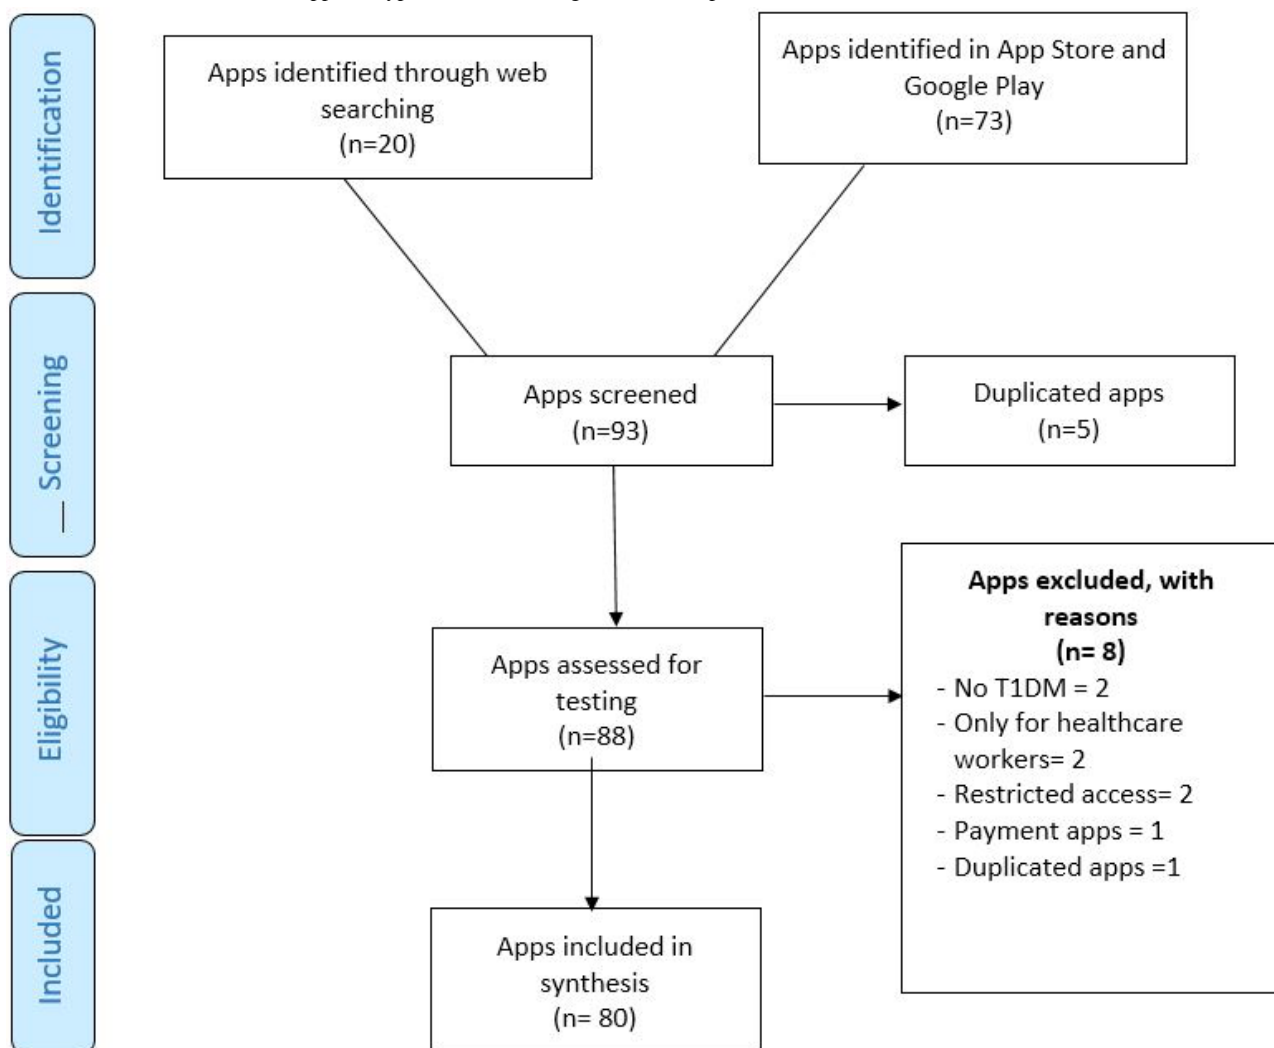 Identification
Apps identified through web
searching
(n=20)
Apps identified in App Store and
Google Play
(n=73)
— Screening
Apps screened
(n=93)
Duplicated apps
(n=5)
Eligibility
Apps assessed for
testing
(n=88)
Apps excluded, with
reasons
(n= 8)
- No T1DM = 2
- Only for healthcare
workers= 2
- Restricted access= 2
- Payment apps = 1
- Duplicated apps =1
Included
Apps included in
synthesis
(n= 80)